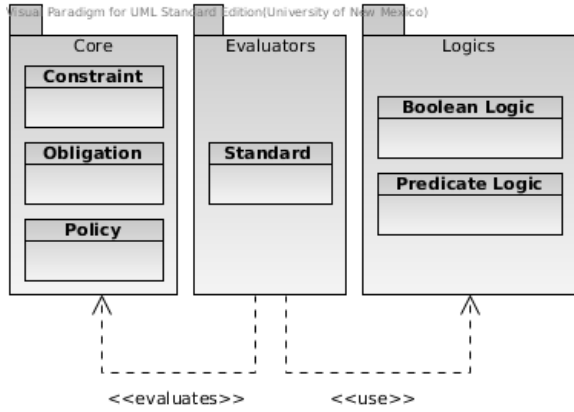 Visual Paradigm for UML Standard Edition(University of New Mexico)
Core
Constraint
Obligation
Policy
Evaluators
Standard
Logics
Boolean Logic
Predicate Logic
<<evaluates>>
<<use>>